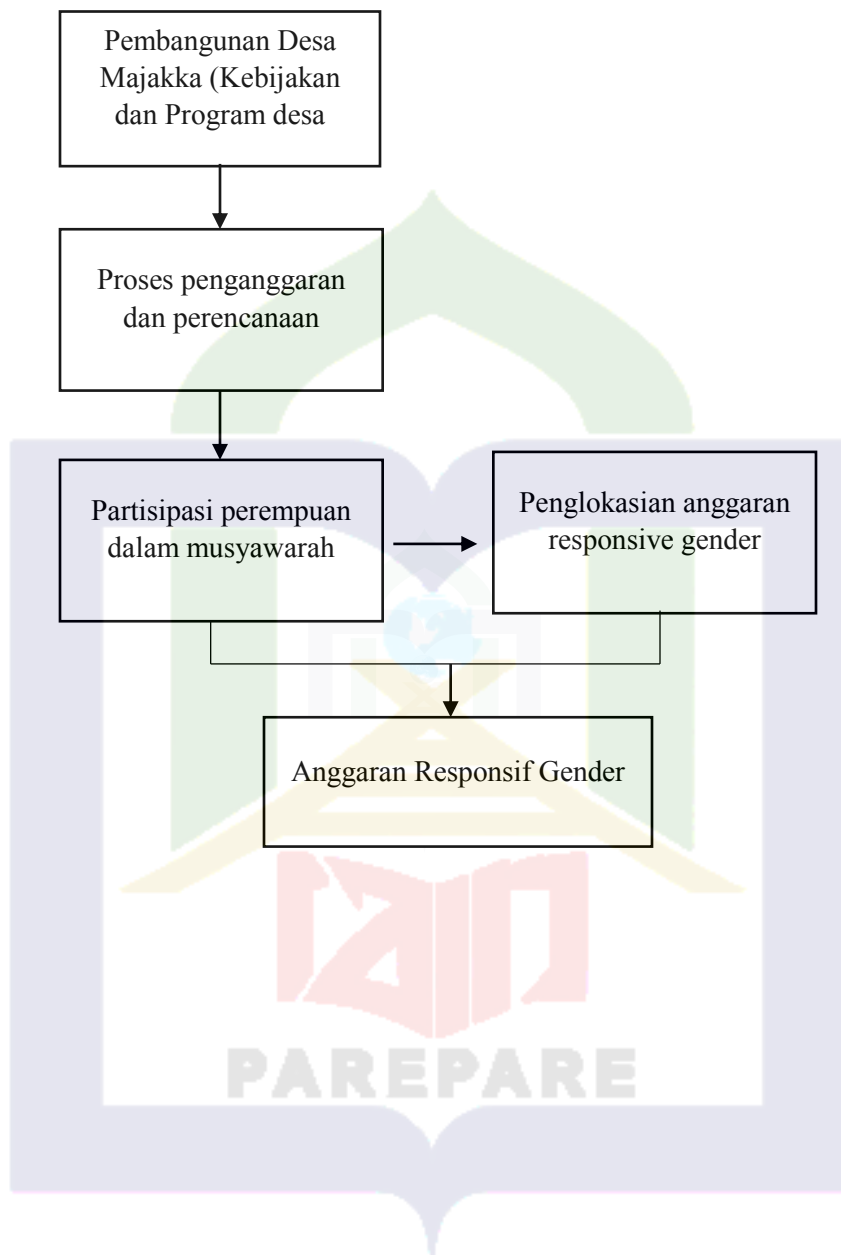 Pembangunan Desa
Majakka (Kebijakan
dan Program desa
Proses penganggaran
dan perencanaan
Partisipasi perempuan
dalam musyawarah
Penglokasian anggaran
responsive gender
Anggaran Responsif Gender
iain
PAREPARE